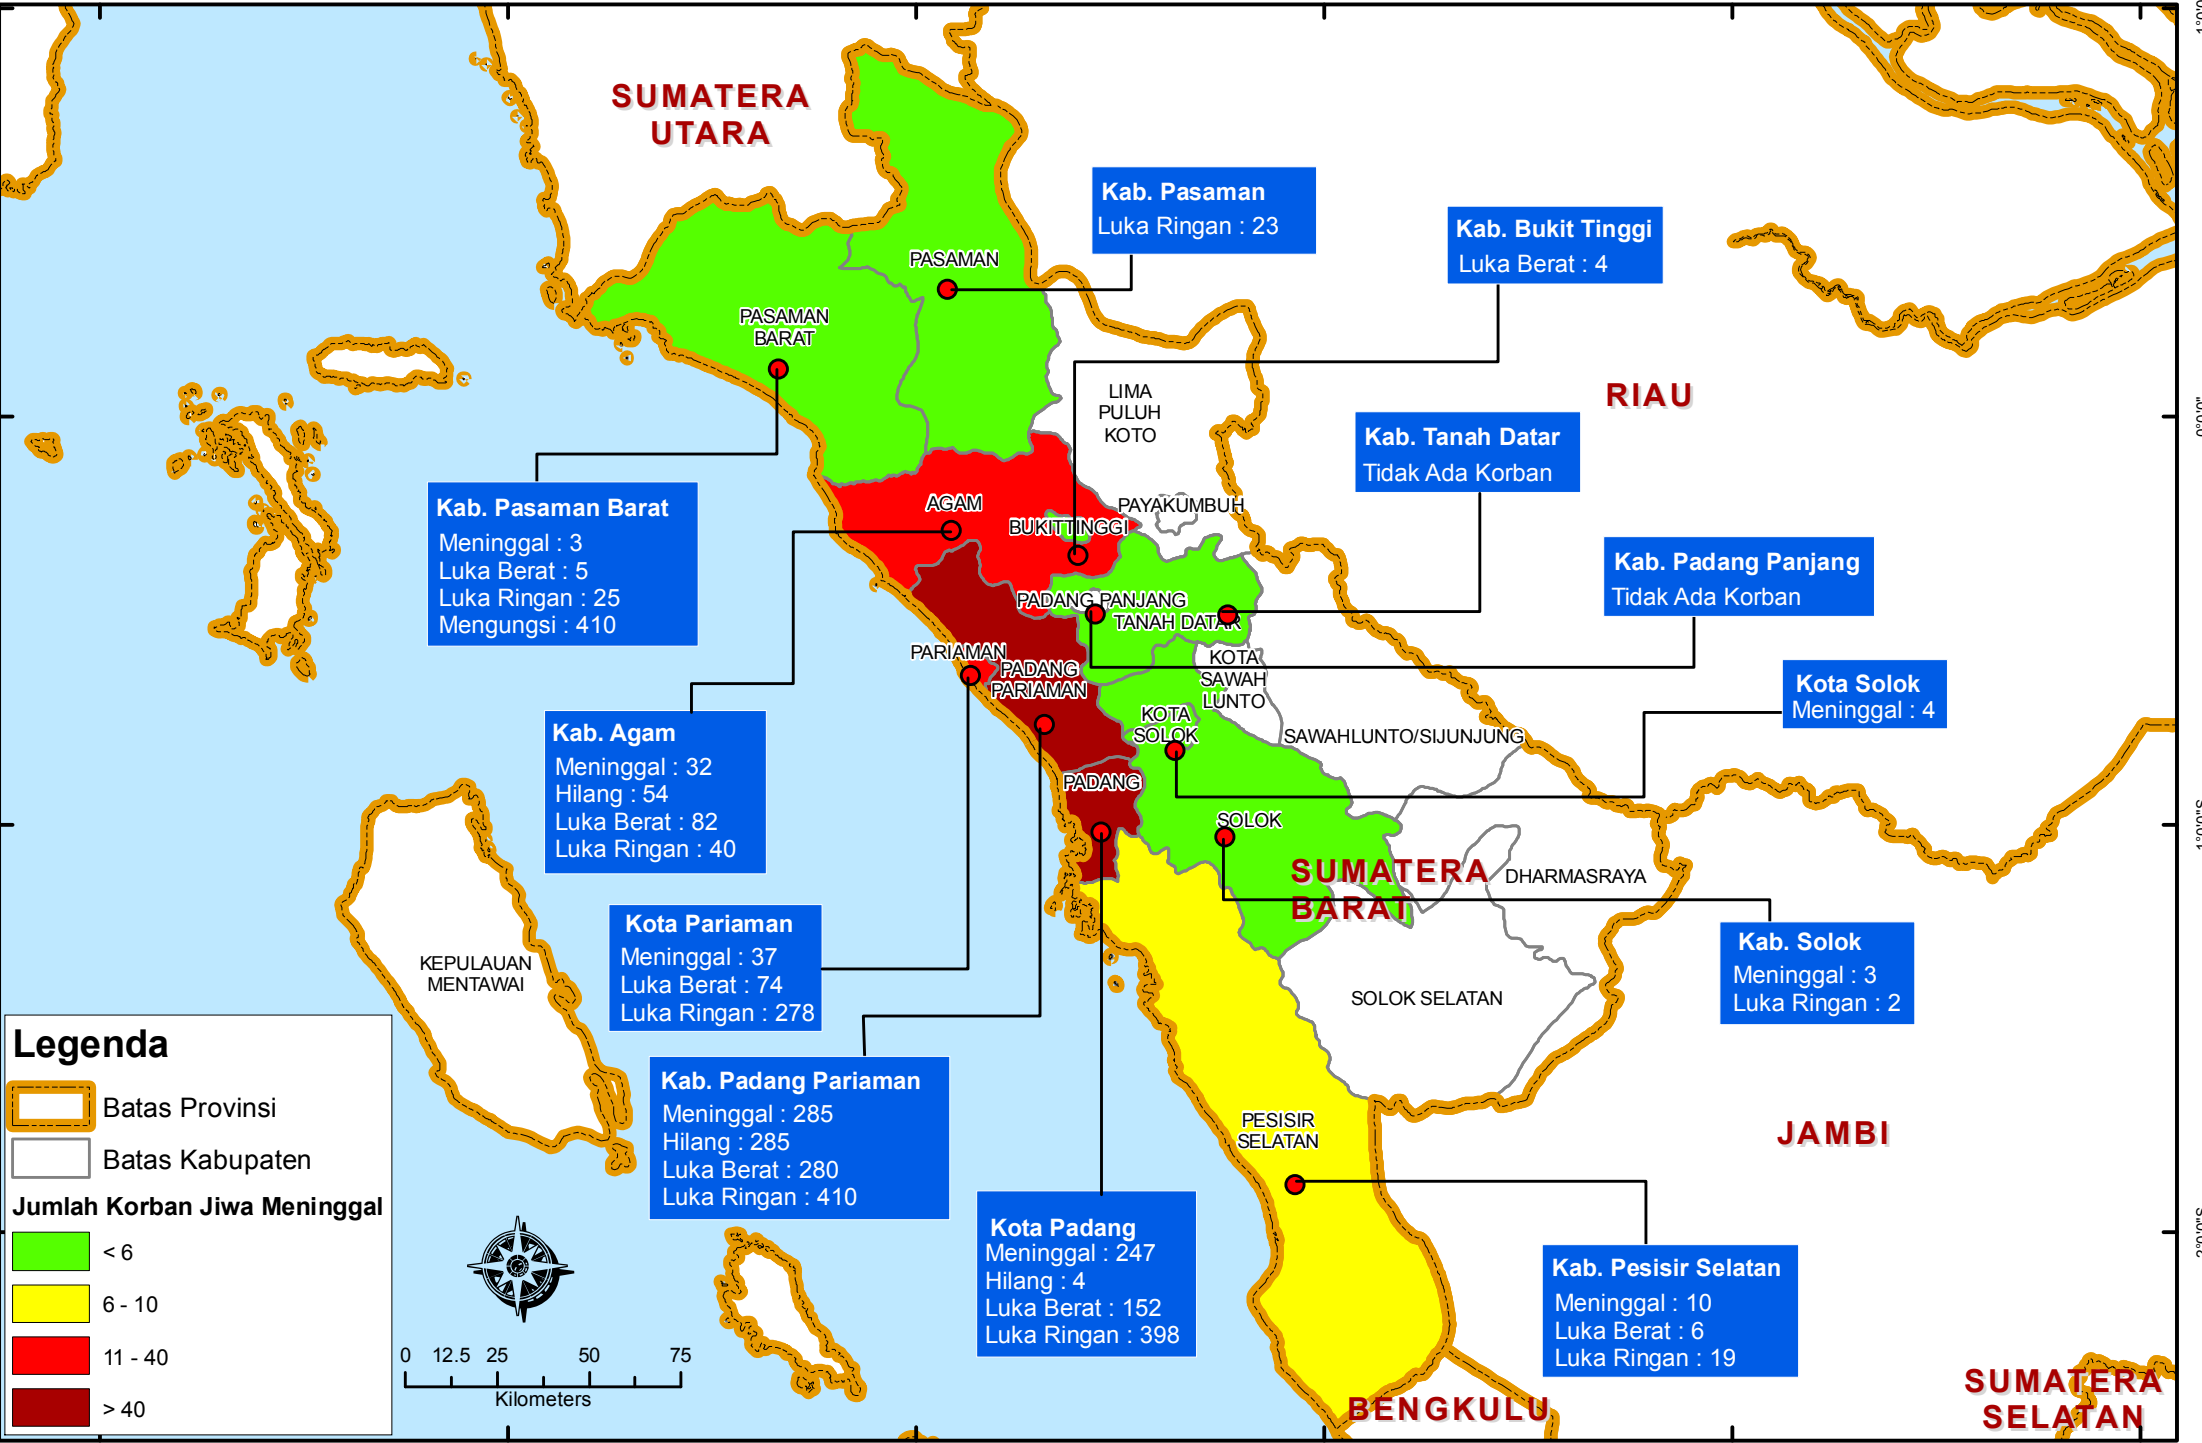 SUMATERA
UTARA
Kab. Pasaman
Luka Ringan : 23
Kab. Bukit Tinggi
Luka Berat : 4
PASAMAN
PASAMAN
BARAT
LIMA
PULUH
KOTO
RIAU
0°0'0"
Kab. Tanah Datar
Tidak Ada Korban
Kab. Pasaman Barat
Meninggal : 3
Luka Berat : 5
Luka Ringan : 25
Mengungsi : 410
AGAM
BUKITTINGGI
PAYAKUMBUH
Kab. Padang Panjang
Tidak Ada Korban
PADANG PANJANG
TANAH DATAR
PARIAMAN
PADANG
PARIAMAN
KOTA
SAWAH
LUNTO
Kota Solok
Meninggal : 4
KOTA
SOLOK
SAWAHLUNTO/SIJUNJUNG
Kab. Agam
Meninggal : 32
Hilang : 54
Luka Berat : 82
Luka Ringan : 40
PADANG
SOLOK
SUMATERA
BARAT
DHARMASRAYA
Kota Pariaman
Meninggal : 37
Luka Berat : 74
Luka Ringan : 278
Kab. Solok
Meninggal : 3
Luka Ringan : 2
KEPULAUAN
MENTAWAI
SOLOK SELATAN
Kab. Padang Pariaman
Meninggal : 285
Hilang : 285
Luka Berat : 280
Luka Ringan : 410
PESISIR
SELATAN
JAMBI
Kota Padang
Meninggal : 247
Hilang : 4
Luka Berat : 152
Luka Ringan : 398
Kab. Pesisir Selatan
Meninggal : 10
Luka Berat : 6
Luka Ringan : 19
Legenda
Batas Provinsi
Batas Kabupaten
Jumlah Korban Jiwa Meninggal
< 6
6 - 10
11 - 40
> 40
0 12.5 25 50 75
Kilometers
BENGKULU
SUMATERA
SELATAN